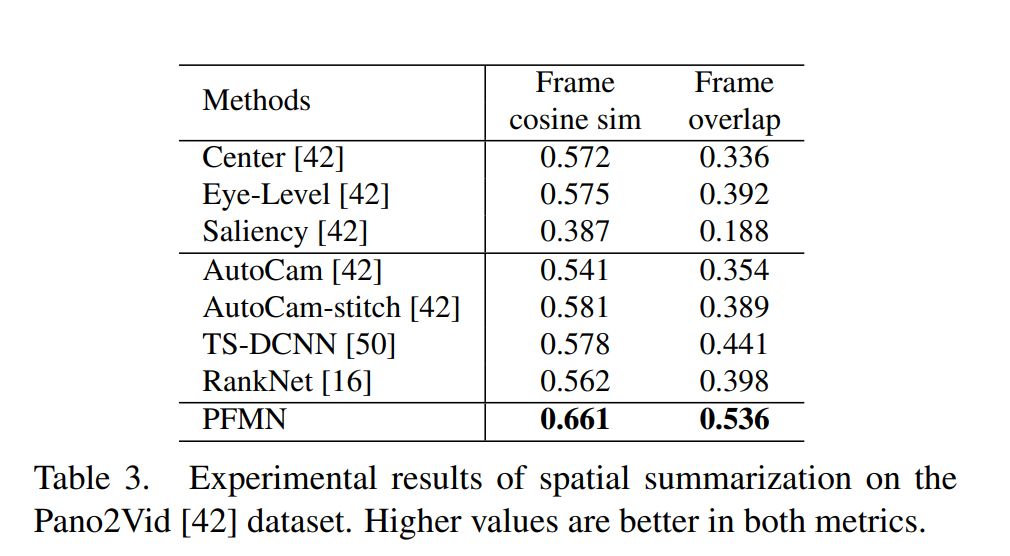 Methods Frame cosine sim Frame overlap
Center [42] 0.572 0.336
Eye-Level [42] 0.575 0.392
Saliency [42] 0.387 0.188
AutoCam [42] 0.541 0.354
AutoCam-stitch [42] 0.581 0.389
TS-DCNN [50] 0.578 0.441
RankNet [16] 0.562 0.398
PFMN 0.661 0.536
Table 3. Experimental results of spatial summarization on the
Pano2Vid [42] dataset. Higher values are better in both metrics.